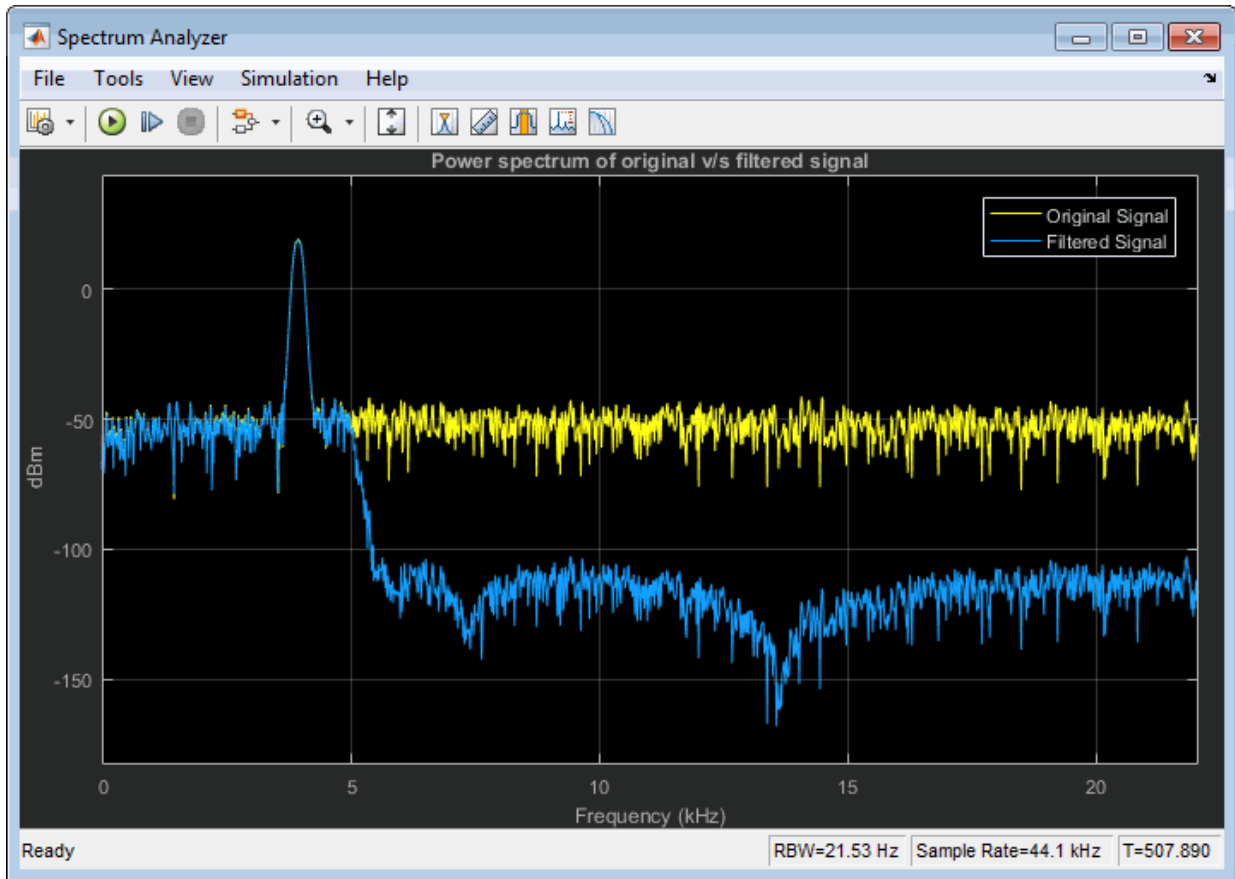 Spectrum Analyzer
File Tools View Simulation Help
Power spectrum of original v/s filtered signal
Original Signal
Filtered Signal
0
-50
-100
-150
dBm
0 5 10 15 20
Frequency (kHz)
Ready RBW=21.53 Hz Sample Rate=44.1 kHz T=507.890